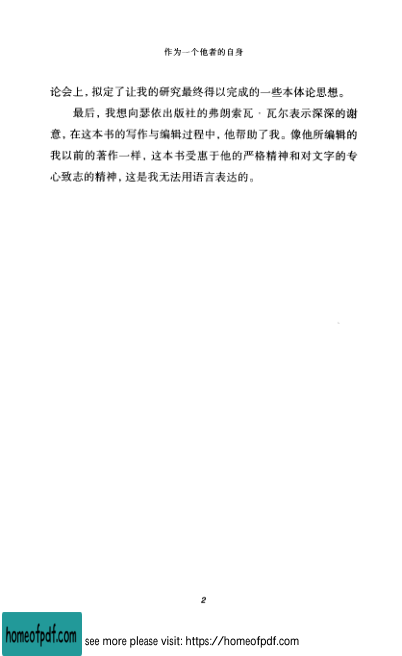 作为一个他者的自身
论会上，拟定了让我的研究最终得以完成的一些本体论思想。
最后，我想向瑟依出版社的弗朗索瓦·瓦尔表示深深的谢
意，在这本书的写作与编辑过程中，他帮助了我。像他所编辑的
我以前的著作一样，这本书受惠于他的严格精神和对文字的专
心致志的精神，这是我无法用语言表达的。
2
homeofpdf.com
see more please visit: https://homeofpdf.com